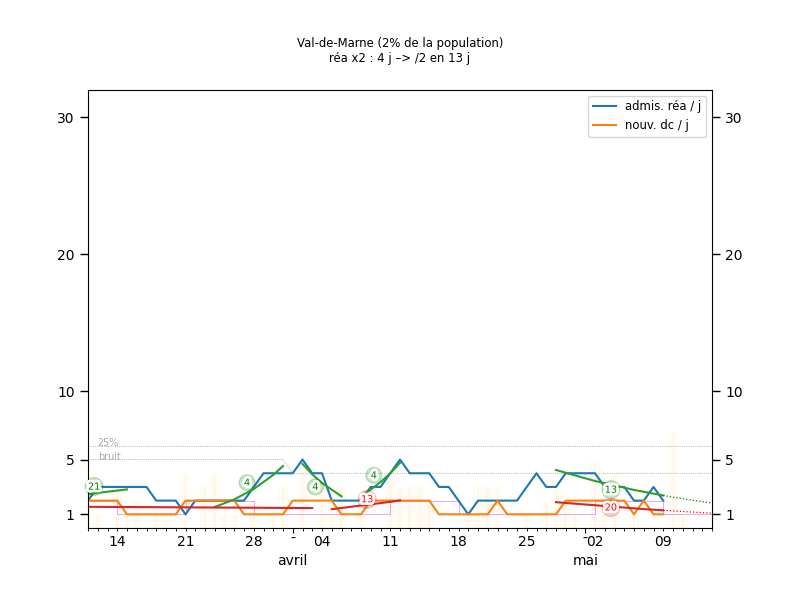 Val-de-Marne (2% de la population)
réa x2 : 4 j –> /2 en 13 j
admis. réa / j
nouv. dc / j
30 30
20 20
10 10
25%
bruit
5 5
21 4 4 4 13 13 20
1 1
14 21 28 - 04 11 18 25 - 02 09
avril mai